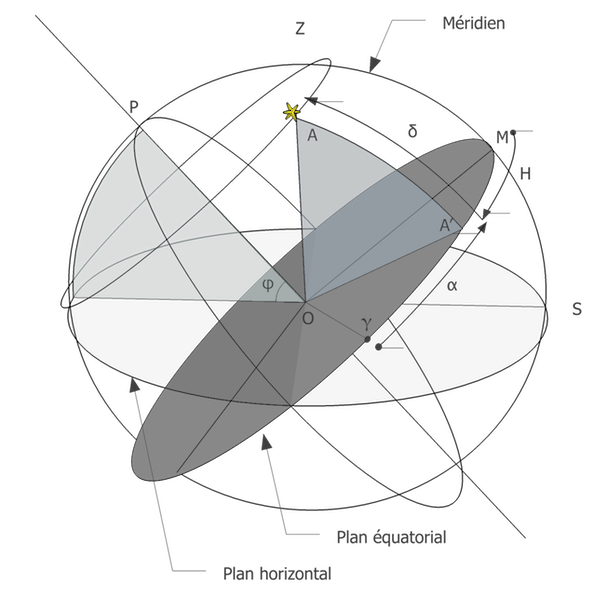 Méridien
Z
P
A
δ
M
H
A′
φ
α
O
γ
S
Plan équatorial
Plan horizontal